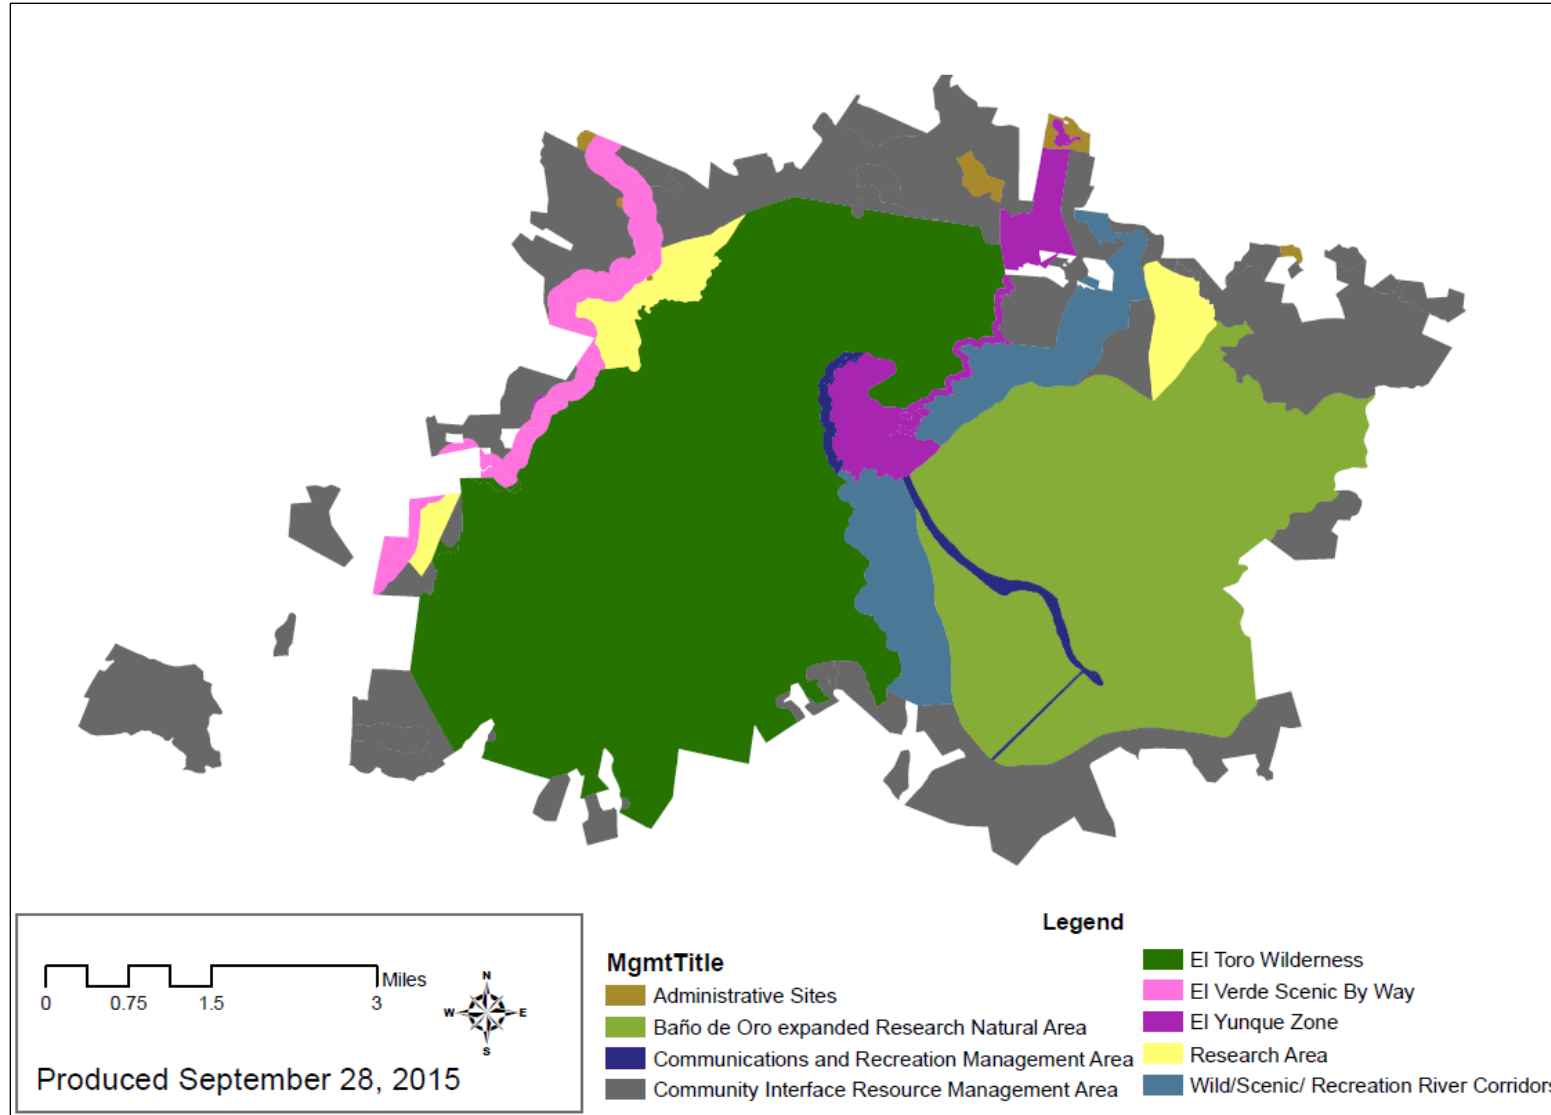 Legend
MgmtTitle
Administrative Sites
Baño de Oro expanded Research Natural Area
Communications and Recreation Management Area
Community Interface Resource Management Area
El Toro Wilderness
El Verde Scenic By Way
El Yunque Zone
Research Area
Wild/Scenic/ Recreation River Corridors
Miles
0 0.75 1.5 3
N
W E
S
Produced September 28, 2015